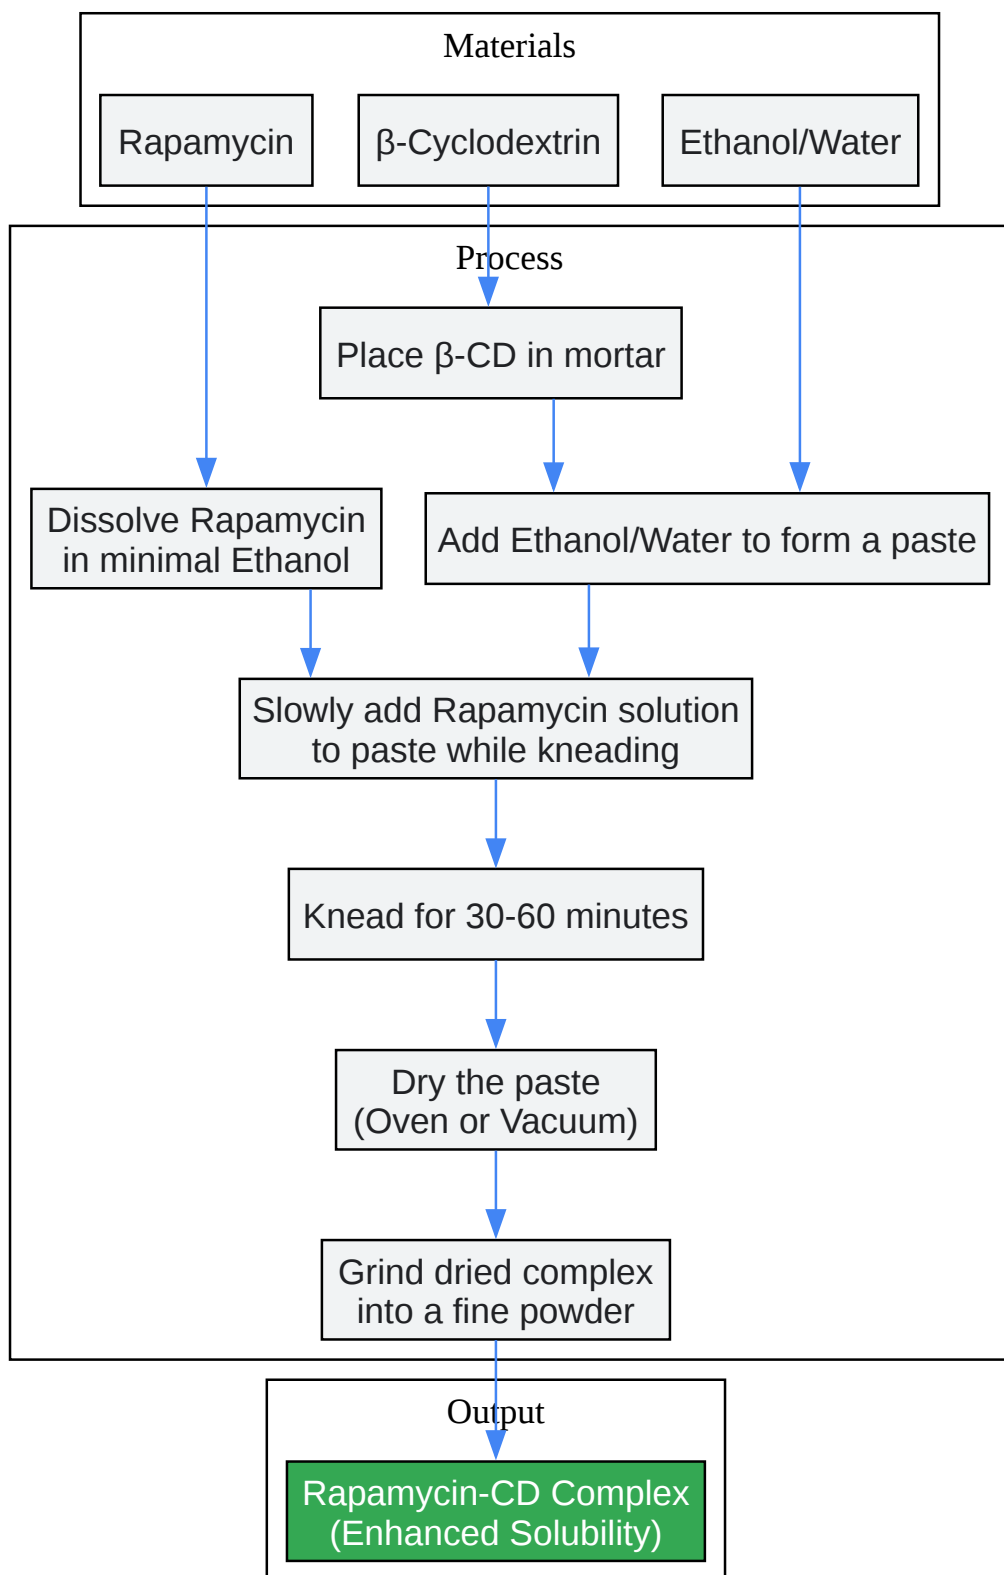 Materials
Rapamycin
β-Cyclodextrin
Ethanol/Water
Process
Place β-CD in mortar
Dissolve Rapamycin
in minimal Ethanol
Add Ethanol/Water to form a paste
Slowly add Rapamycin solution
to paste while kneading
Knead for 30-60 minutes
Dry the paste
(Oven or Vacuum)
Grind dried complex
into a fine powder
Output
Rapamycin-CD Complex
(Enhanced Solubility)